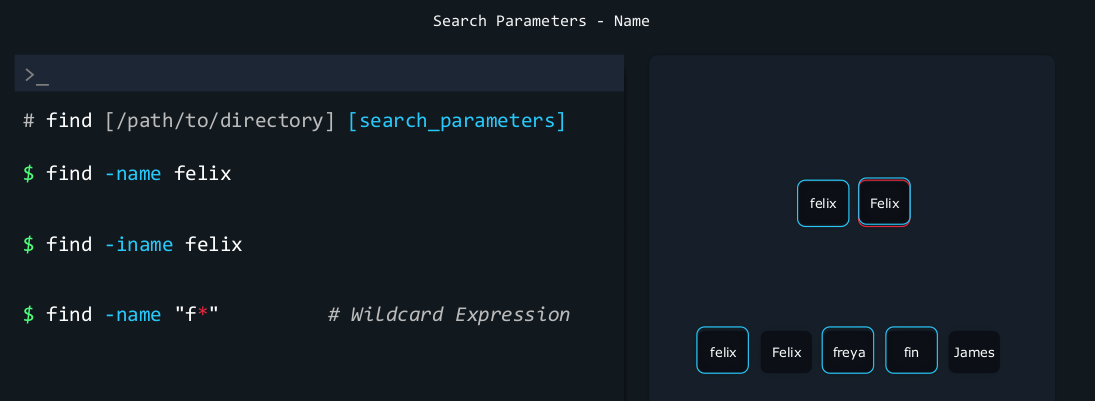 Search Parameters - Name
>_
# find [/path/to/directory] [search_parameters]
$ find -name felix
$ find -iname felix
$ find -name "f*" # Wildcard Expression
felix Felix
felix Felix freya fin James